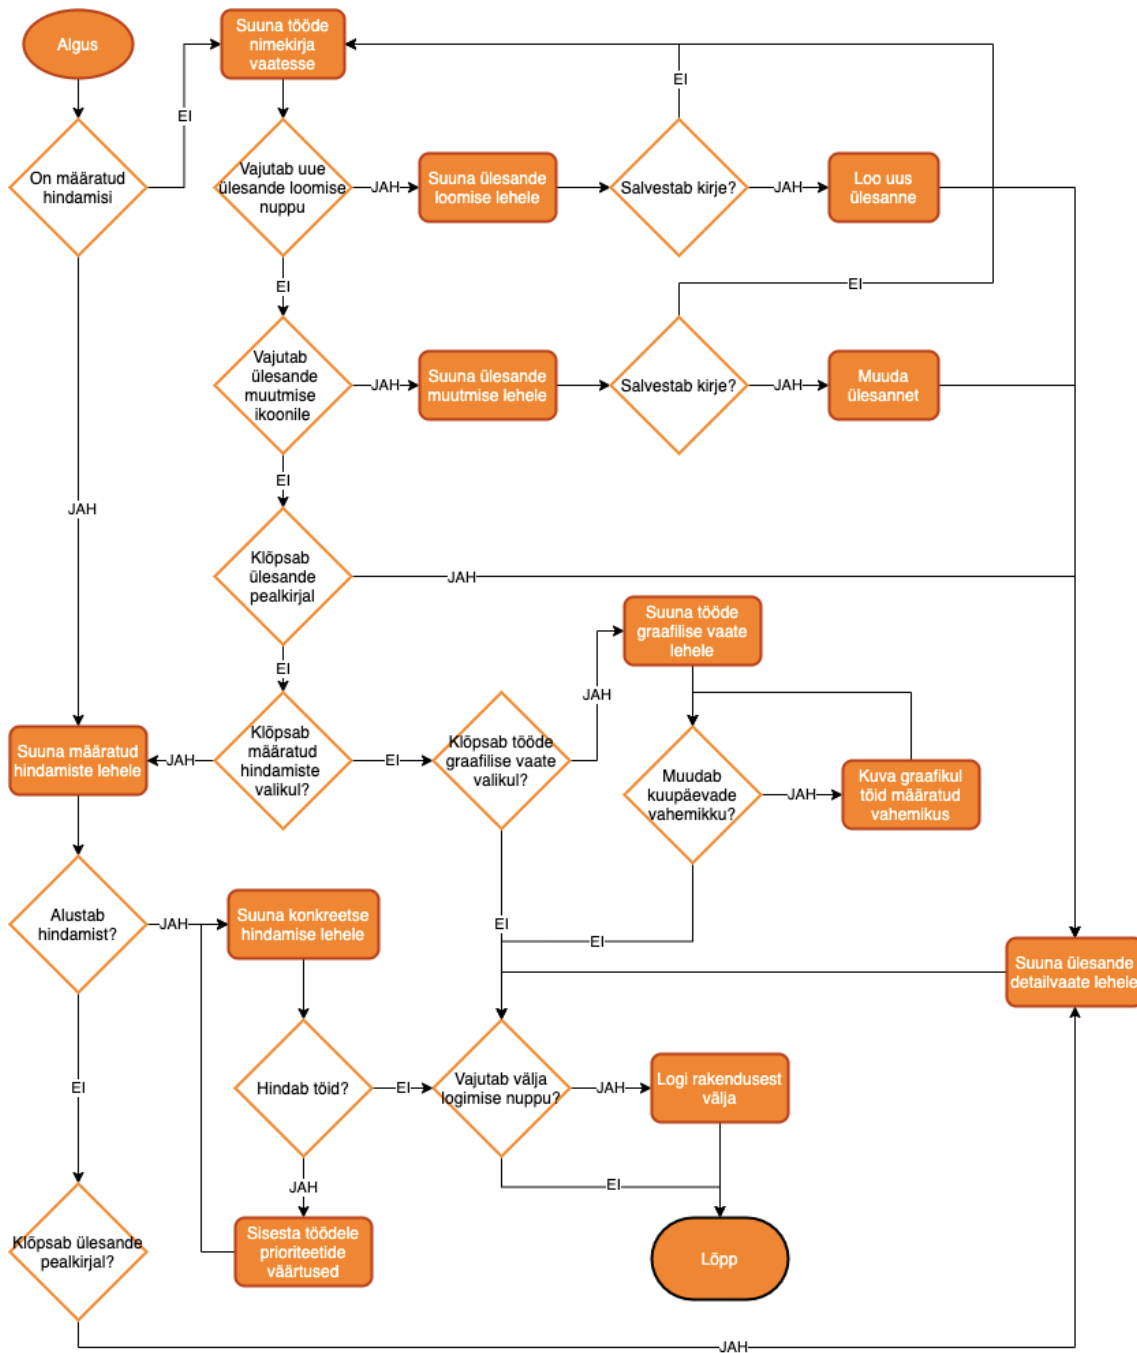 Algus
Suuna tööde
nimekirja
vaatesse
EI
EI
On määratud
hindamisi
Vajutab uue
ülesande loomise
nuppu
JAH
Suuna ülesande
loomise lehele
Salvestab kirje?
JAH
Loo uus
ülesanne
EI
EI
Vajutab
ülesande
muutmise
ikoonile
JAH
Suuna ülesande
muutmise lehele
Salvestab kirje?
JAH
Muuda
ülesannet
EI
JAH
Klõpsab
ülesande
pealkirjal
JAH
Suuna tööde
graafilise vaate
lehele
EI
JAH
Suuna määratud
hindamiste lehele
JAH
Klõpsab
määratud
hindamiste
valikul?
EI
Klõpsab tööde
graafilise vaate
valikul?
Muudab
kuupäevade
vahemikku?
JAH
Kuva graafikul
töid määratud
vahemikus
Alustab
hindamist?
JAH
Suuna konkreetse
hindamise lehele
EI
EI
Suuna ülesande
detailvaate lehele
EI
Hindab töid?
EI
Vajutab välja
logimise nuppu?
JAH
Logi rakendusest
välja
JAH
EI
Klõpsab ülesande
pealkirjal?
Sisesta töödele
prioriteetide
väärtused
Lõpp
JAH